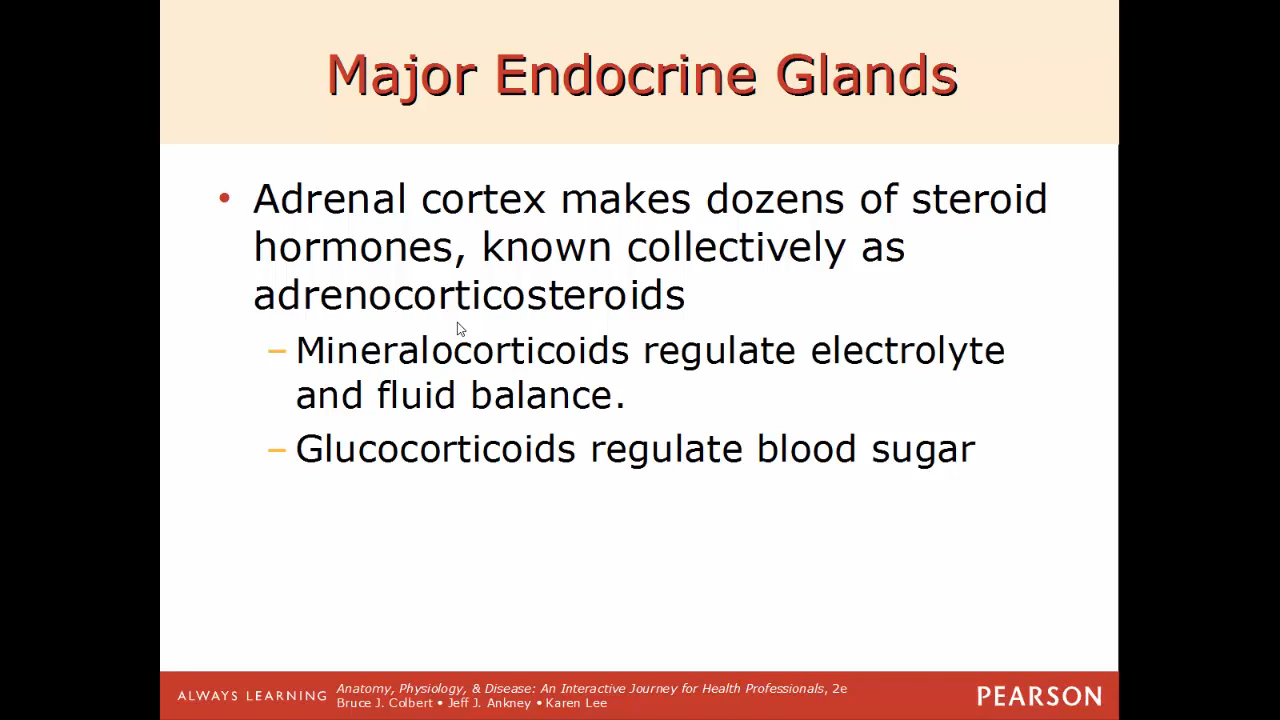 Major Endocrine Glands
• Adrenal cortex makes dozens of steroid
hormones, known collectively as
adrenocorticosteroids
– Mineralocorticoids regulate electrolyte
and fluid balance.
– Glucocorticoids regulate blood sugar
ALWAYS LEARNING
Anatomy, Physiology, & Disease: An Interactive Journey for Health Professionals, 2e
Bruce J. Colbert • Jeff J. Ankney • Karen Lee
PEARSON